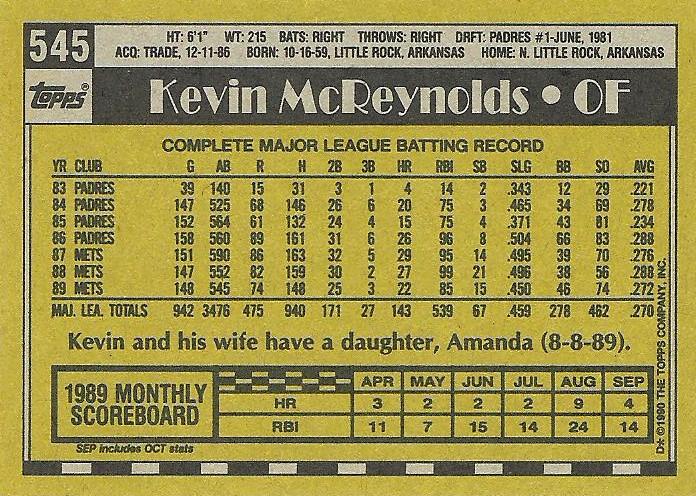 545
HT: 6'1" WT: 215 BATS: RIGHT THROWS: RIGHT DRFT: PADRES #1-JUNE, 1981
ACQ: TRADE, 12-11-86 BORN: 10-16-59, LITTLE ROCK, ARKANSAS HOME: N. LITTLE ROCK, ARKANSAS
TOPPS®
Kevin McReynolds • OF
COMPLETE MAJOR LEAGUE BATTING RECORD
YR CLUB G AB R H 2B 3B HR RBI SB SLG BB SO AVG
83 PADRES 39 140 15 31 3 1 4 14 2 .343 12 29 .221
84 PADRES 147 525 68 146 26 6 20 75 3 .465 34 69 .278
85 PADRES 152 564 61 132 24 4 15 75 4 .371 43 81 .234
86 PADRES 158 560 89 161 31 6 26 96 8 .504 66 83 .288
87 METS 151 590 86 163 32 5 29 95 14 .495 39 70 .276
88 METS 147 552 82 159 30 2 27 99 21 .496 38 56 .288
89 METS 148 545 74 148 25 3 22 85 15 .450 46 74 .272
MAJ. LEA. TOTALS 942 3476 475 940 171 27 143 539 67 .459 278 462 .270
Kevin and his wife have a daughter, Amanda (8-8-89).
1989 MONTHLY
SCOREBOARD
APR MAY JUN JUL AUG SEP
HR 3 2 2 2 9 4
RBI 11 7 15 14 24 14
SEP includes OCT stats
D* © 1990 THE TOPPS COMPANY, INC.